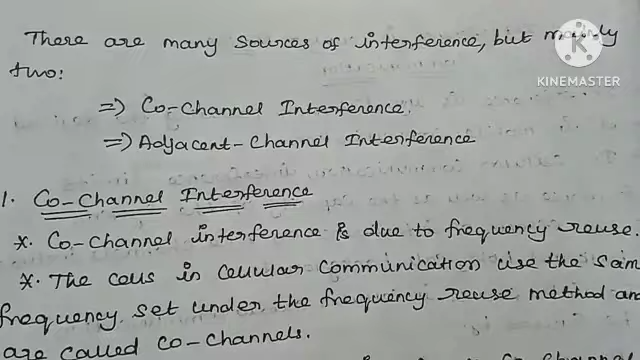 There are many sources of interference, but mainly
two:
=> Co-Channel Interference.
=> Adjacent-Channel Interference
1. Co-Channel Interference
*. Co-channel interference is due to frequency reuse.
*. The cells in cellular communication use the sam
frequency set under the frequency reuse method an
are called co-channels.
KINEMASTER